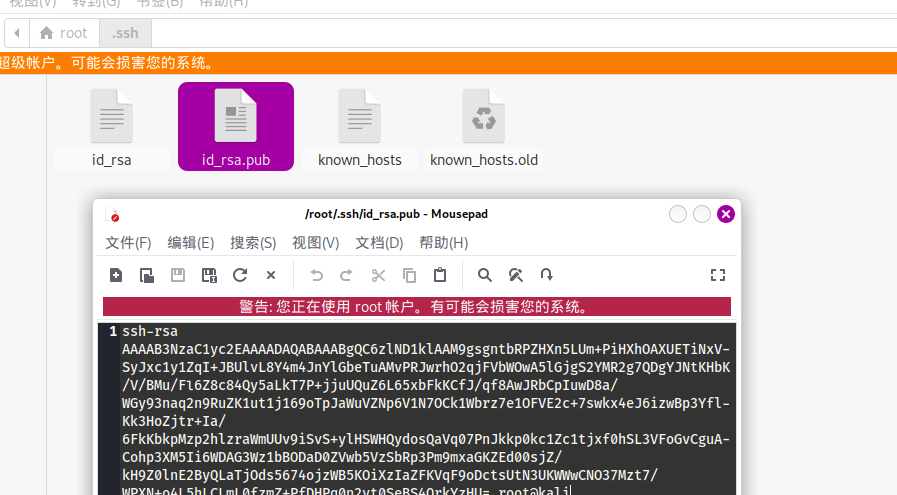 视图(V) 转到(G) 书签(B) 帮助(H)
root .ssh
超级帐户。可能会损害您的系统。
id_rsa id_rsa.pub known_hosts known_hosts.old
/root/.ssh/id_rsa.pub - Mousepad
文件(F) 编辑(E) 搜索(S) 视图(V) 文档(D) 帮助(H)
警告: 您正在使用 root 帐户。有可能会损害您的系统。
1 ssh-rsa
AAAAB3NzaC1yc2EAAAADAQABAAABgQC6zlND1klAAM9gsgntbRPZHXn5LUm+PiHXhOAXUETiNxV-
SyJxc1y1ZqI+JBUlvL8Y4m4JnYlGbeTuAMvPRJwrhO2qjFVbWOwA5lGjgS2YMR2g7QDgYJNtKHbK
/V/BMu/Fl6Z8c84Qy5aLkT7P+jjuUQuZ6L65xbFkKCfJ/qf8AwJRbCpIuwD8a/
WGy93naq2n9RuZK1ut1j169oTpJaWuVZNp6V1N7OCk1Wbrz7e1OFVE2c+7swkx4eJ6izwBp3Yfl-
Kk3HoZjtr+Ia/
6FkKbkpMzp2hlzraWmUUv9iSvS+ylHSWHQydosQaVq07PnJkkp0kc1Zc1tjxf0hSL3VFoGvCguA-
Cohp3XM5Ii6WDAG3Wz1bBODaD0ZVwb5VzSbRp3Pm9mxaGKZEd00sjZ/
kH9Z0lnE2ByQLaTjOds5674ojzWB5KOiXzIaZFKVqF9oDctsUtN3UKWWwCNO37Mzt7/